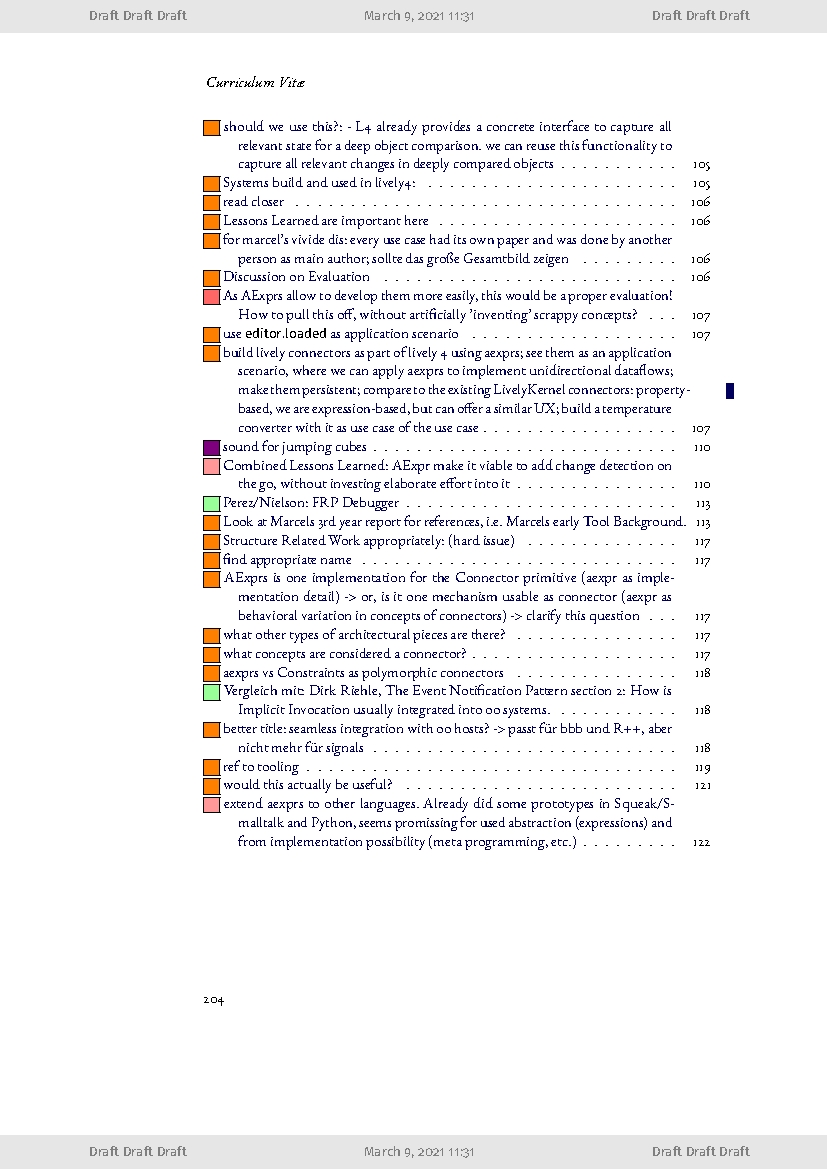 Draft Draft Draft March 9, 2021 11:31 Draft Draft Draft
Curriculum Vitæ
should we use this?: - L4 already provides a concrete interface to capture all
relevant state for a deep object comparison. we can reuse this functionality to
capture all relevant changes in deeply compared objects . . . . . . . . . . . 105
Systems build and used in lively4: . . . . . . . . . . . . . . . . . . . . . . . 105
read closer . . . . . . . . . . . . . . . . . . . . . . . . . . . . . . . . . . . 106
Lessons Learned are important here . . . . . . . . . . . . . . . . . . . . . . 106
for marcel's vivide dis: every use case had its own paper and was done by another
person as main author; sollte das große Gesamtbild zeigen . . . . . . . . . 106
Discussion on Evaluation . . . . . . . . . . . . . . . . . . . . . . . . . . . 106
As AExprs allow to develop them more easily, this would be a proper evaluation!
How to pull this off, without artificially 'inventing' scrappy concepts? . . . 107
use editor.loaded as application scenario . . . . . . . . . . . . . . . . . . . 107
build lively connectors as part of lively 4 using aexprs; see them as an application
scenario, where we can apply aexprs to implement unidirectional dataflows;
make them persistent; compare to the existing LivelyKernel connectors: property-
based, we are expression-based, but can offer a similar UX; build a temperature
converter with it as use case of the use case . . . . . . . . . . . . . . . . . . 107
sound for jumping cubes . . . . . . . . . . . . . . . . . . . . . . . . . . . . 110
Combined Lessons Learned: AExpr make it viable to add change detection on
the go, without investing elaborate effort into it . . . . . . . . . . . . . . . 110
Perez/Nielson: FRP Debugger . . . . . . . . . . . . . . . . . . . . . . . . . 113
Look at Marcels 3rd year report for references, i.e. Marcels early Tool Background. 113
Structure Related Work appropriately: (hard issue) . . . . . . . . . . . . . . 117
find appropriate name . . . . . . . . . . . . . . . . . . . . . . . . . . . . . 117
AExprs is one implementation for the Connector primitive (aexpr as imple-
mentation detail) -> or, is it one mechanism usable as connector (aexpr as
behavioral variation in concepts of connectors) -> clarify this question . . . 117
what other types of architectural pieces are there? . . . . . . . . . . . . . . . 117
what concepts are considered a connector? . . . . . . . . . . . . . . . . . . . 117
aexprs vs Constraints as polymorphic connectors . . . . . . . . . . . . . . . 118
Vergleich mit: Dirk Riehle, The Event Notification Pattern section 2: How is
Implicit Invocation usually integrated into oo systems. . . . . . . . . . . . 118
better title: seamless integration with oo hosts? -> passt für bbb und R++, aber
nicht mehr für signals . . . . . . . . . . . . . . . . . . . . . . . . . . . . 118
ref to tooling . . . . . . . . . . . . . . . . . . . . . . . . . . . . . . . . . . 119
would this actually be useful? . . . . . . . . . . . . . . . . . . . . . . . . . 121
extend aexprs to other languages. Already did some prototypes in Squeak/S-
malltalk and Python, seems promissing for used abstraction (expressions) and
from implementation possibility (meta programming, etc.) . . . . . . . . . 122
204
Draft Draft Draft March 9, 2021 11:31 Draft Draft Draft